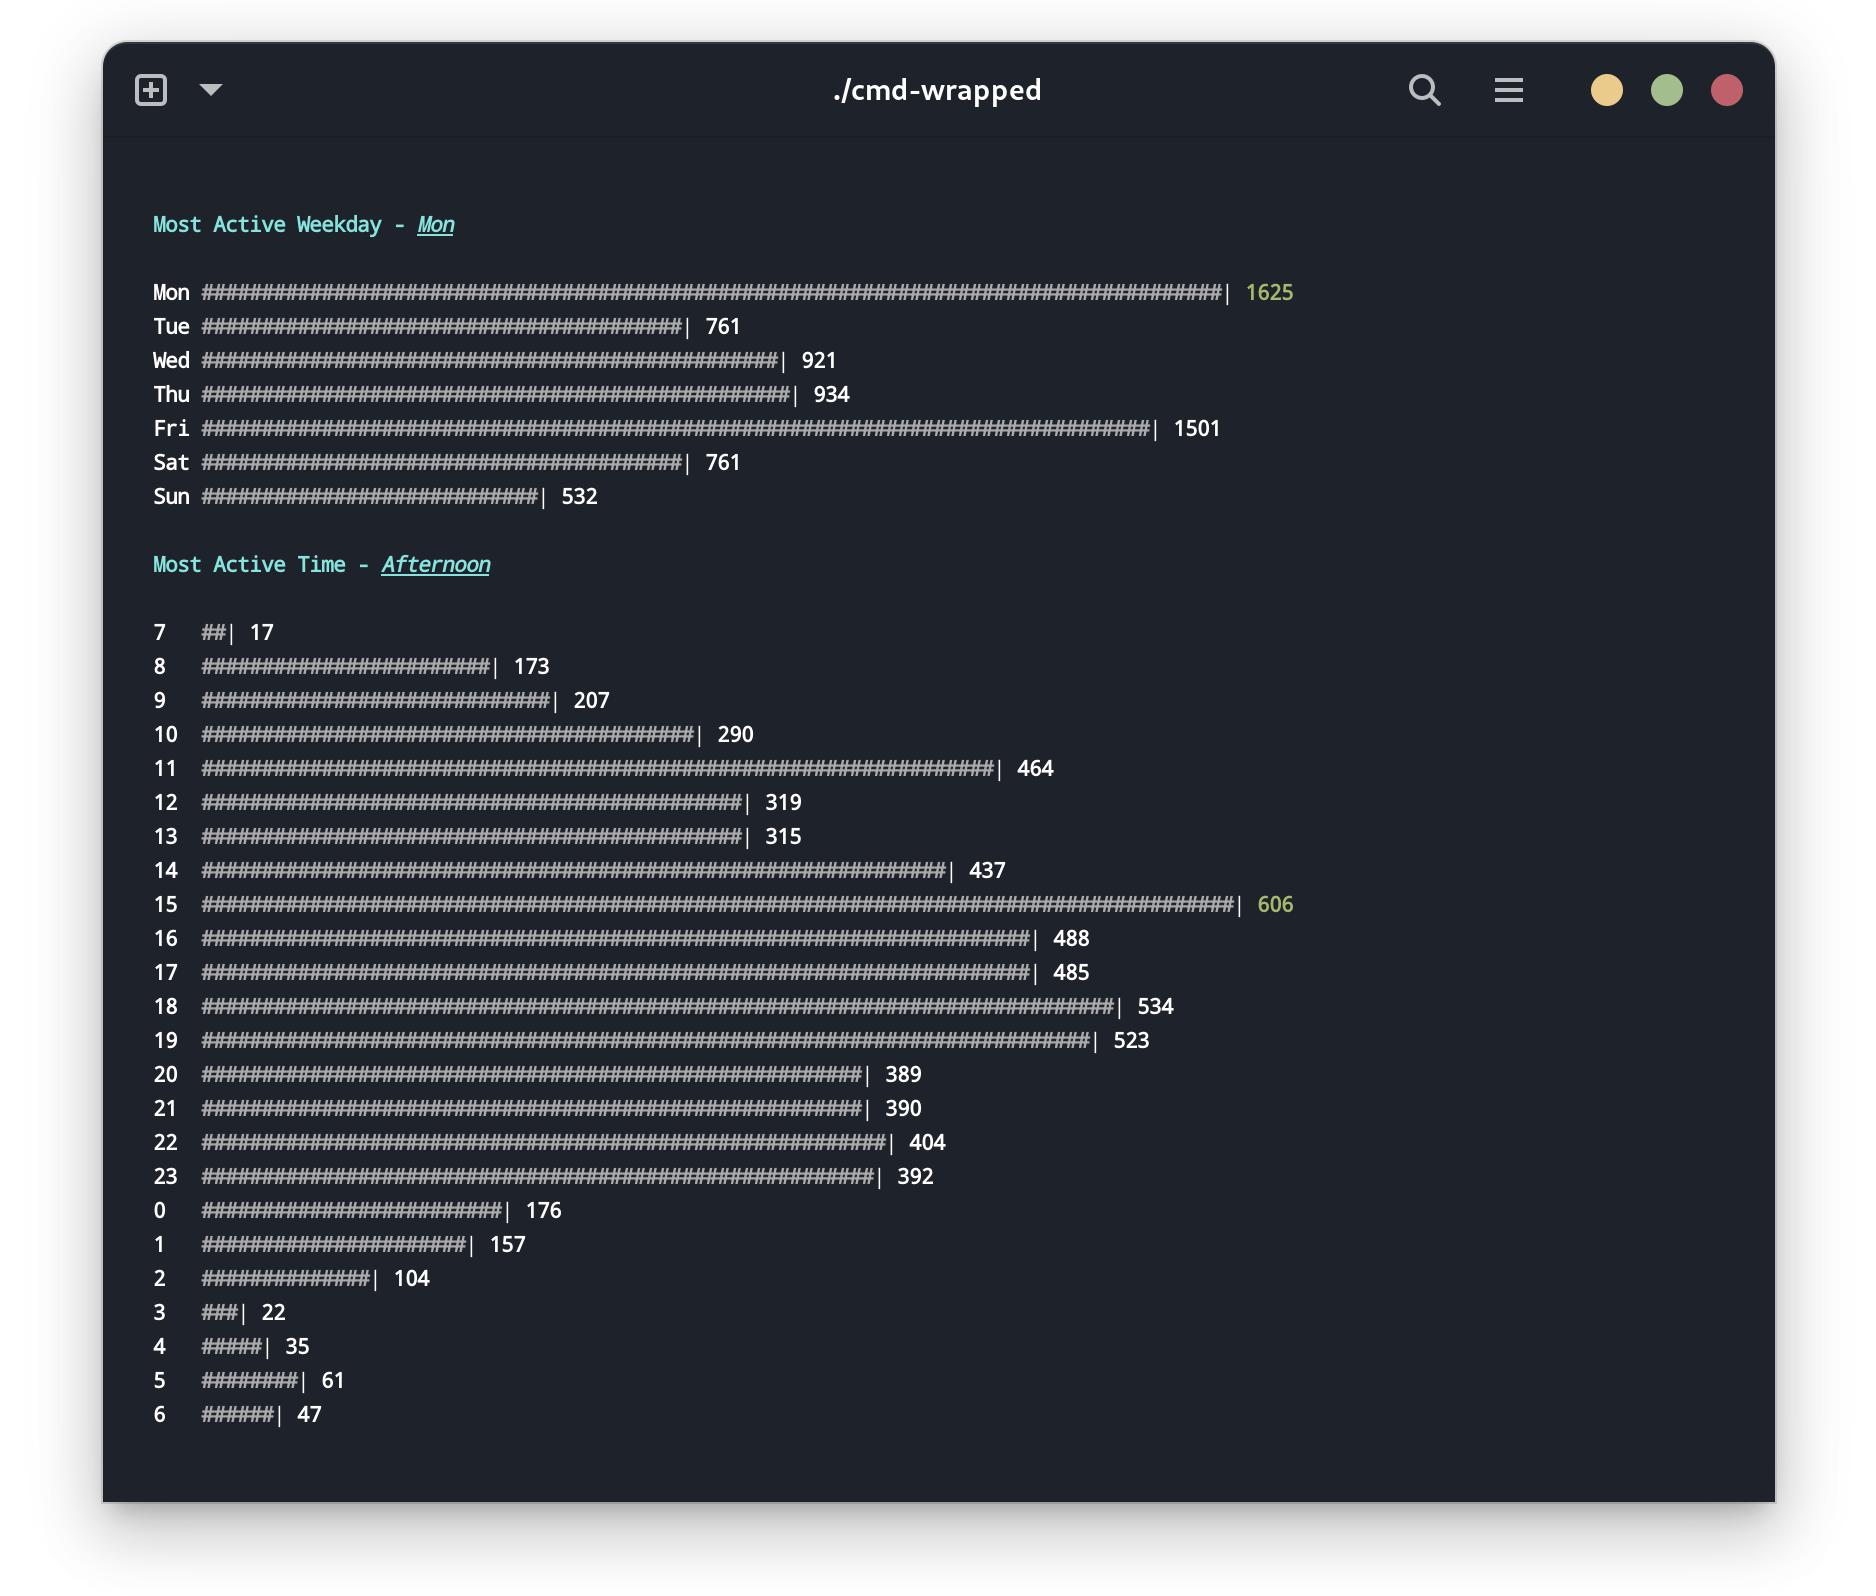 ./cmd-wrapped
Most Active Weekday - Mon
Mon #####################################################################################| 1625
Tue ########################################| 761
Wed ################################################| 921
Thu #################################################| 934
Fri ###############################################################################| 1501
Sat ########################################| 761
Sun ############################| 532
Most Active Time - Afternoon
7 ##| 17
8 ########################| 173
9 #############################| 207
10 #########################################| 290
11 ##################################################################| 464
12 #############################################| 319
13 #############################################| 315
14 ##############################################################| 437
15 ######################################################################################| 606
16 #####################################################################| 488
17 #####################################################################| 485
18 ############################################################################| 534
19 ##########################################################################| 523
20 #######################################################| 389
21 #######################################################| 390
22 #########################################################| 404
23 ########################################################| 392
0 #########################| 176
1 ######################| 157
2 ##############| 104
3 ###| 22
4 #####| 35
5 ########| 61
6 ######| 47